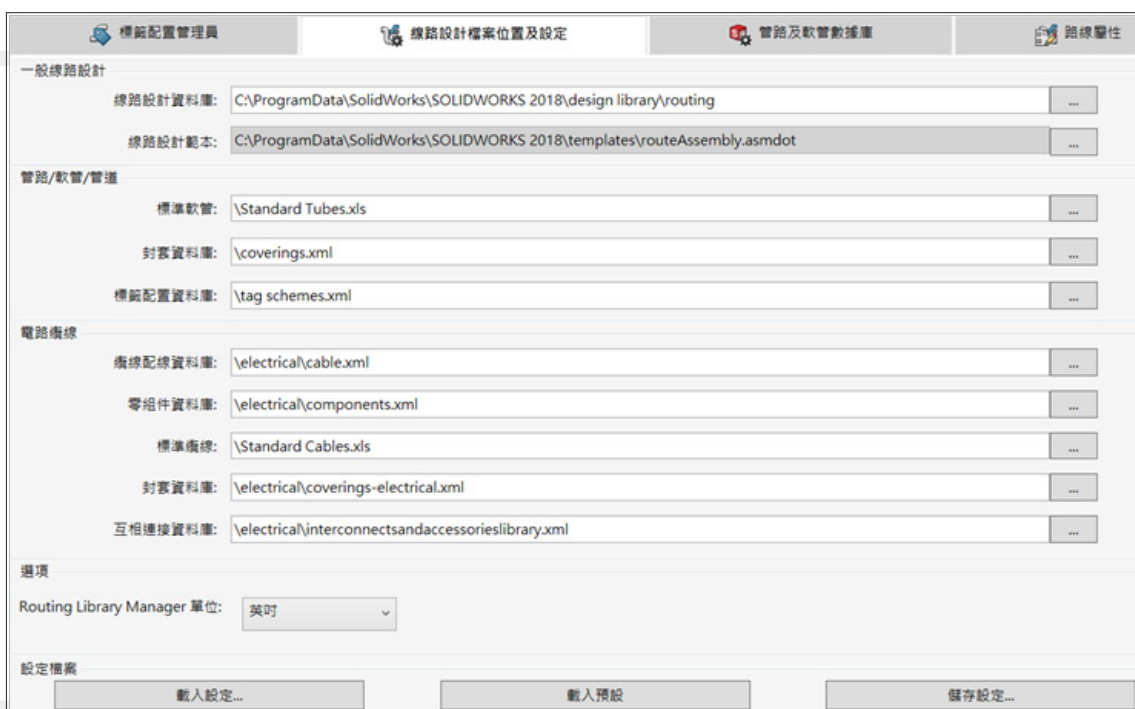 標籤配置管理員 線路設計檔案位置及設定 管路及軟管數據庫 路線屬性
一般線路設計
線路設計資料庫: C:\ProgramData\SolidWorks\SOLIDWORKS 2018\design library\routing ...
線路設計範本: C:\ProgramData\SolidWorks\SOLIDWORKS 2018\templates\routeAssembly.asmdot ...
管路/軟管/管道
標準軟管: \Standard Tubes.xls ...
封套資料庫: \coverings.xml ...
標籤配置資料庫: \tag schemes.xml ...
電路纜線
纜線配線資料庫: \electrical\cable.xml ...
零組件資料庫: \electrical\components.xml ...
標準纜線: \Standard Cables.xls ...
封套資料庫: \electrical\coverings-electrical.xml ...
互相連接資料庫: \electrical\interconnectsandaccessorieslibrary.xml ...
選項
Routing Library Manager 單位: 英吋
設定檔案
載入設定... 載入預設 儲存設定...